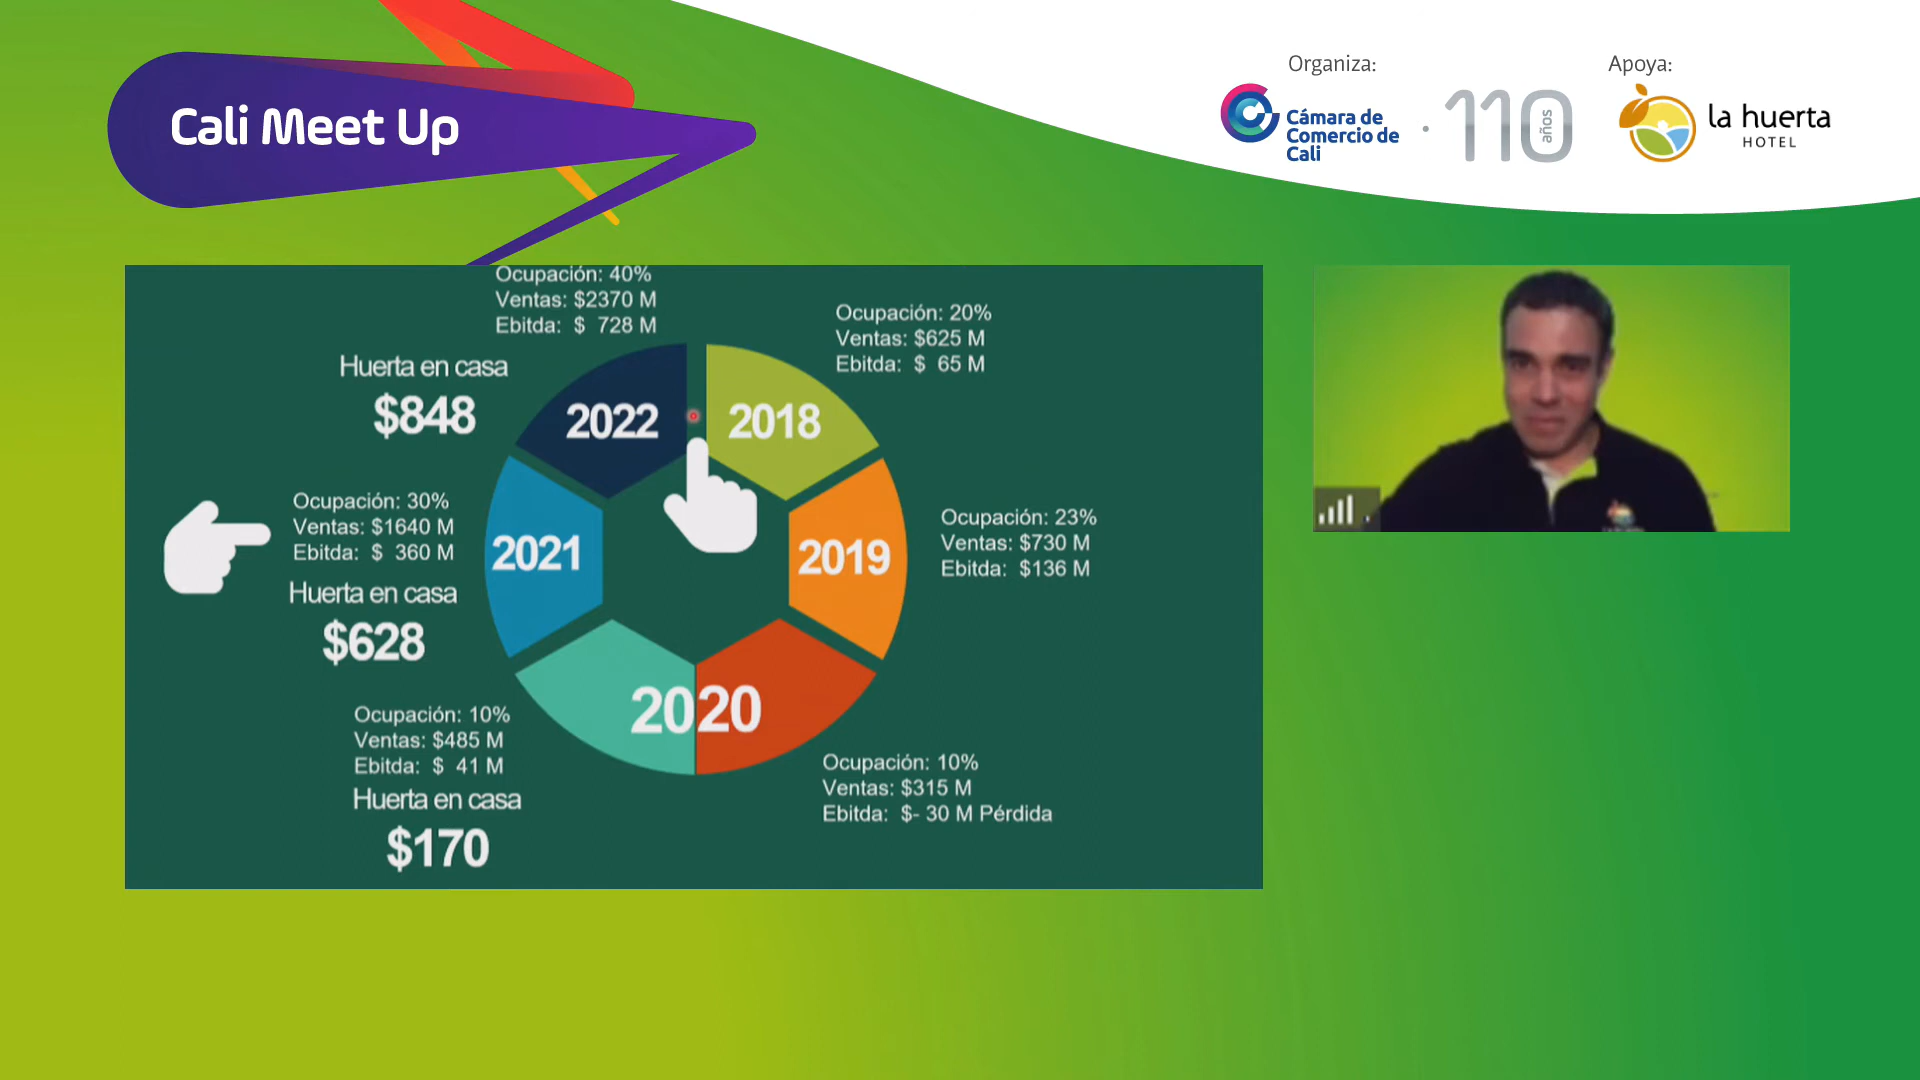 Cali Meet Up
Organiza:
Cámara de
Comercio de
Cali
110
años
Apoya:
la huerta
HOTEL
Ocupación: 40%
Ventas: $2370 M
Ebitda: $ 728 M
Huerta en casa
$848
2022
Ocupación: 20%
Ventas: $625 M
Ebitda: $ 65 M
2018
Ocupación: 30%
Ventas: $1640 M
Ebitda: $ 360 M
Huerta en casa
$628
2021
Ocupación: 23%
Ventas: $730 M
Ebitda: $136 M
2019
Ocupación: 10%
Ventas: $485 M
Ebitda: $ 41 M
Huerta en casa
$170
2020
Ocupación: 10%
Ventas: $315 M
Ebitda: $- 30 M Pérdida